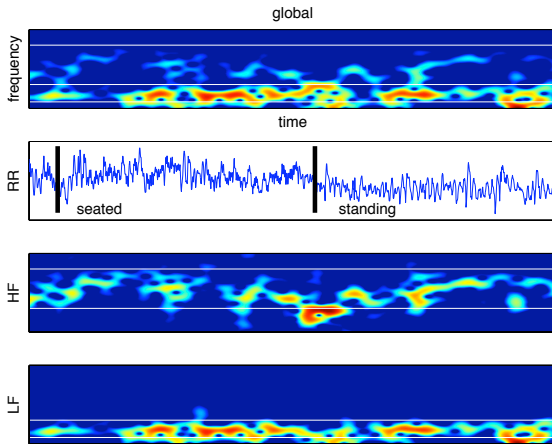 global
frequency
time
RR
seated
standing
HF
LF